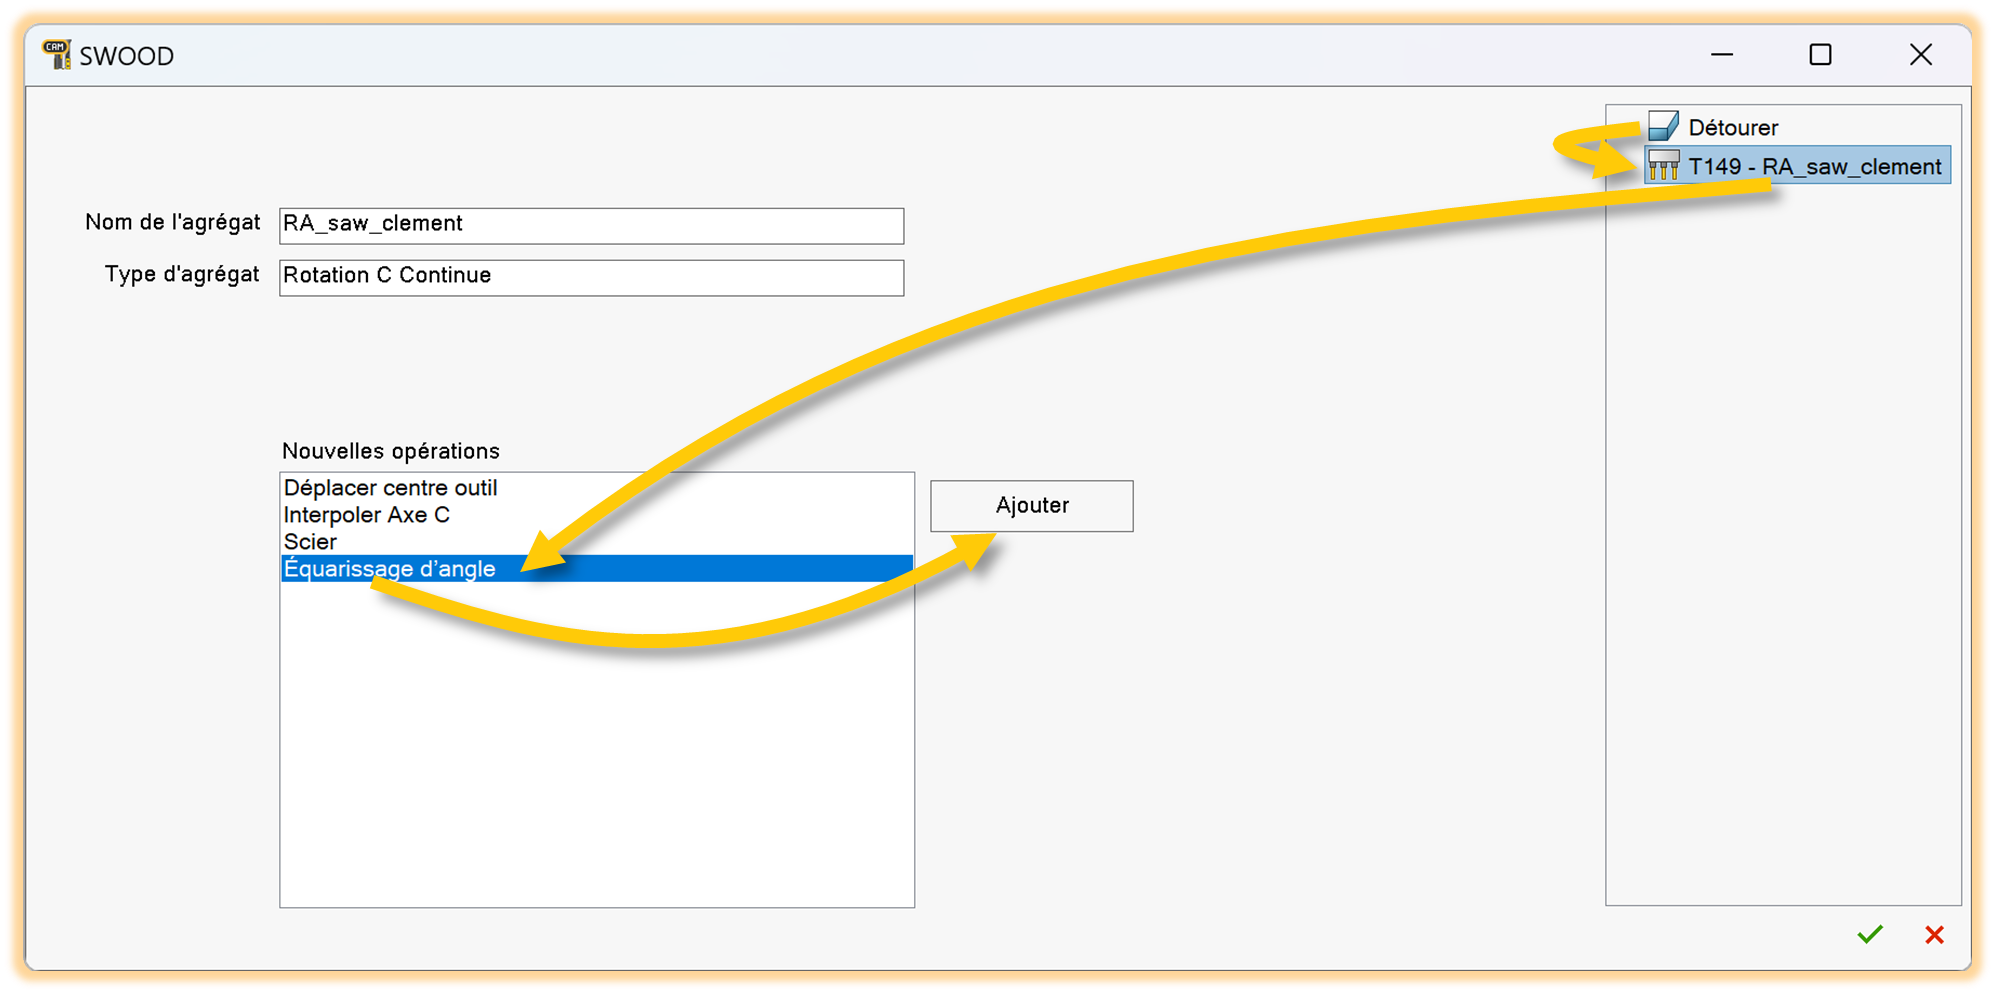 CAM
SWOOD
Détourer
T149 - RA_saw_clement
Nom de l'agrégat
RA_saw_clement
Type d'agrégat
Rotation C Continue
Nouvelles opérations
Déplacer centre outil
Interpoler Axe C
Scier
Équarissage d’angle
Ajouter